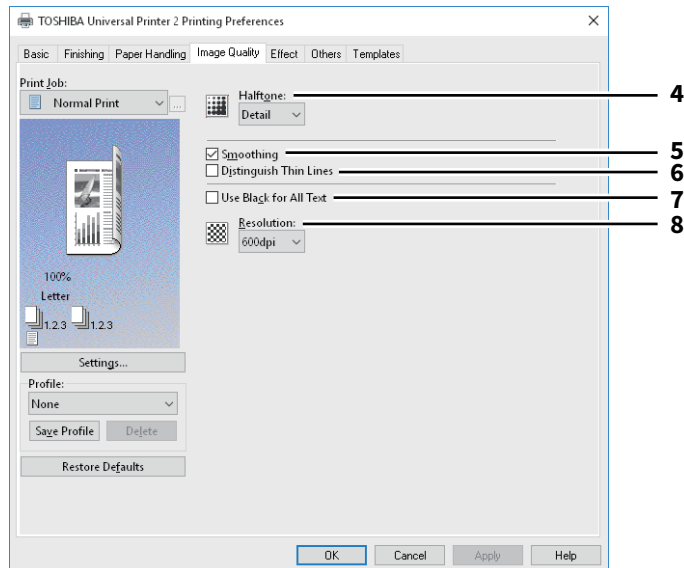 TOSHIBA Universal Printer 2 Printing Preferences
Basic Finishing Paper Handling Image Quality Effect Others Templates
Print Job:
Normal Print ...
100%
Letter
1.2.3 1.2.3
Settings...
Profile:
None
Save Profile Delete
Restore Defaults
Halftone:
Detail
4
Smoothing
5
Distinguish Thin Lines
6
Use Black for All Text
7
Resolution:
600dpi
8
OK Cancel Apply Help